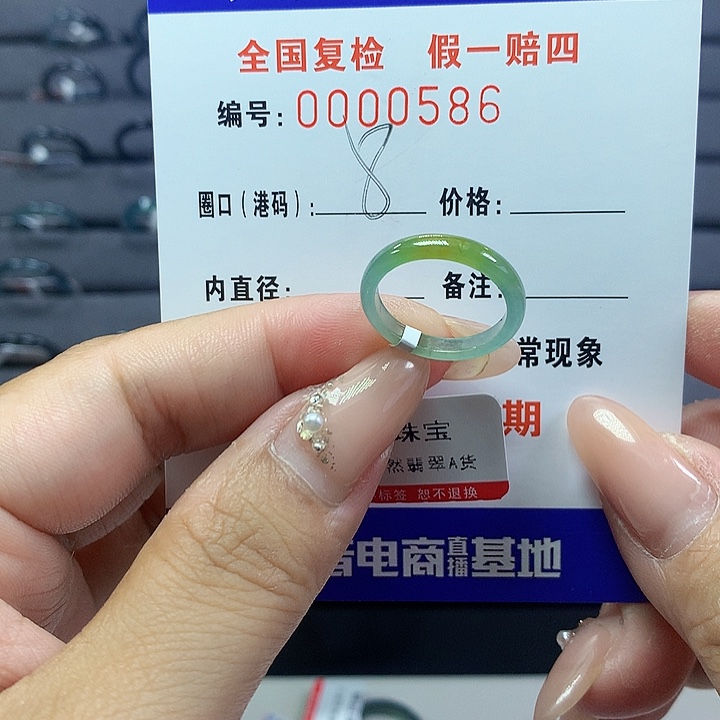 全国复检 假一赔四
编号: 0000586
圈口(港码): 8 价格:
内直径: 备注:
常现象
期
珠宝
然翡翠A货
标签 恕不退换
电商直播基地